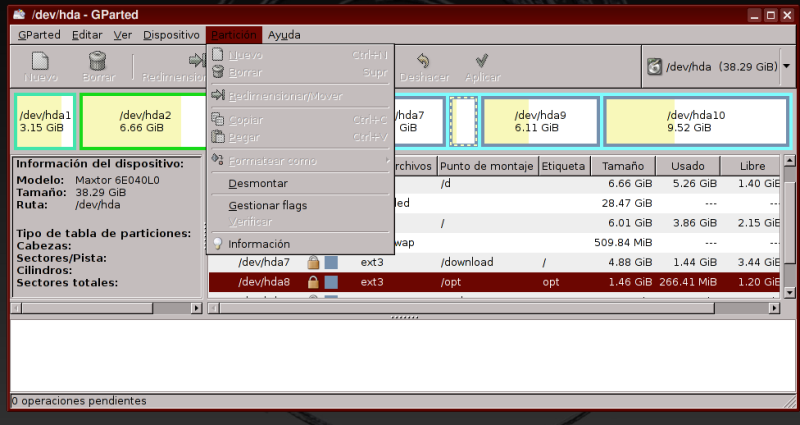 /dev/hda - GParted
GParted Editar Ver Dispositivo Partición Ayuda
Nuevo Borrar Redimension Deshacer Aplicar /dev/hda (38.29 GiB)
Nuevo Ctrl+N
Borrar Supr
Redimensionar/Mover
Copiar Ctrl+C
Pegar Ctrl+V
Formatear como
Desmontar
Gestionar flags
Verificar
Información
/dev/hda1 /dev/hda2 hda7 /dev/hda9 /dev/hda10
3.15 GiB 6.66 GiB GiB 6.11 GiB 9.52 GiB
Información del dispositivo:
Modelo: Maxtor 6E040L0
Tamaño: 38.29 GiB
Ruta: /dev/hda
Tipo de tabla de particiones:
Cabezas:
Sectores/Pista:
Cilindros:
Sectores totales:
rchivos Punto de montaje Etiqueta Tamaño Usado Libre
/d 6.66 GiB 5.26 GiB 1.40 GiB
ded 28.47 GiB --- ---
/ 6.01 GiB 3.86 GiB 2.15 GiB
wap 509.84 MiB --- ---
/dev/hda7 ext3 /download / 4.88 GiB 1.44 GiB 3.44 GiB
/dev/hda8 ext3 /opt opt 1.46 GiB 266.41 MiB 1.20 GiB
0 operaciones pendientes